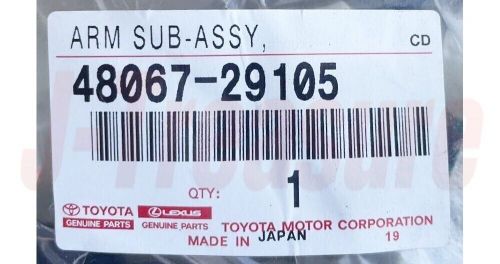 ARM SUB-ASSY, CD
48067-29105
QTY: 1
TOYOTA LEXUS
GENUINE PARTS GENUINE PARTS TOYOTA MOTOR CORPORATION
MADE IN JAPAN 19
J-Treasure